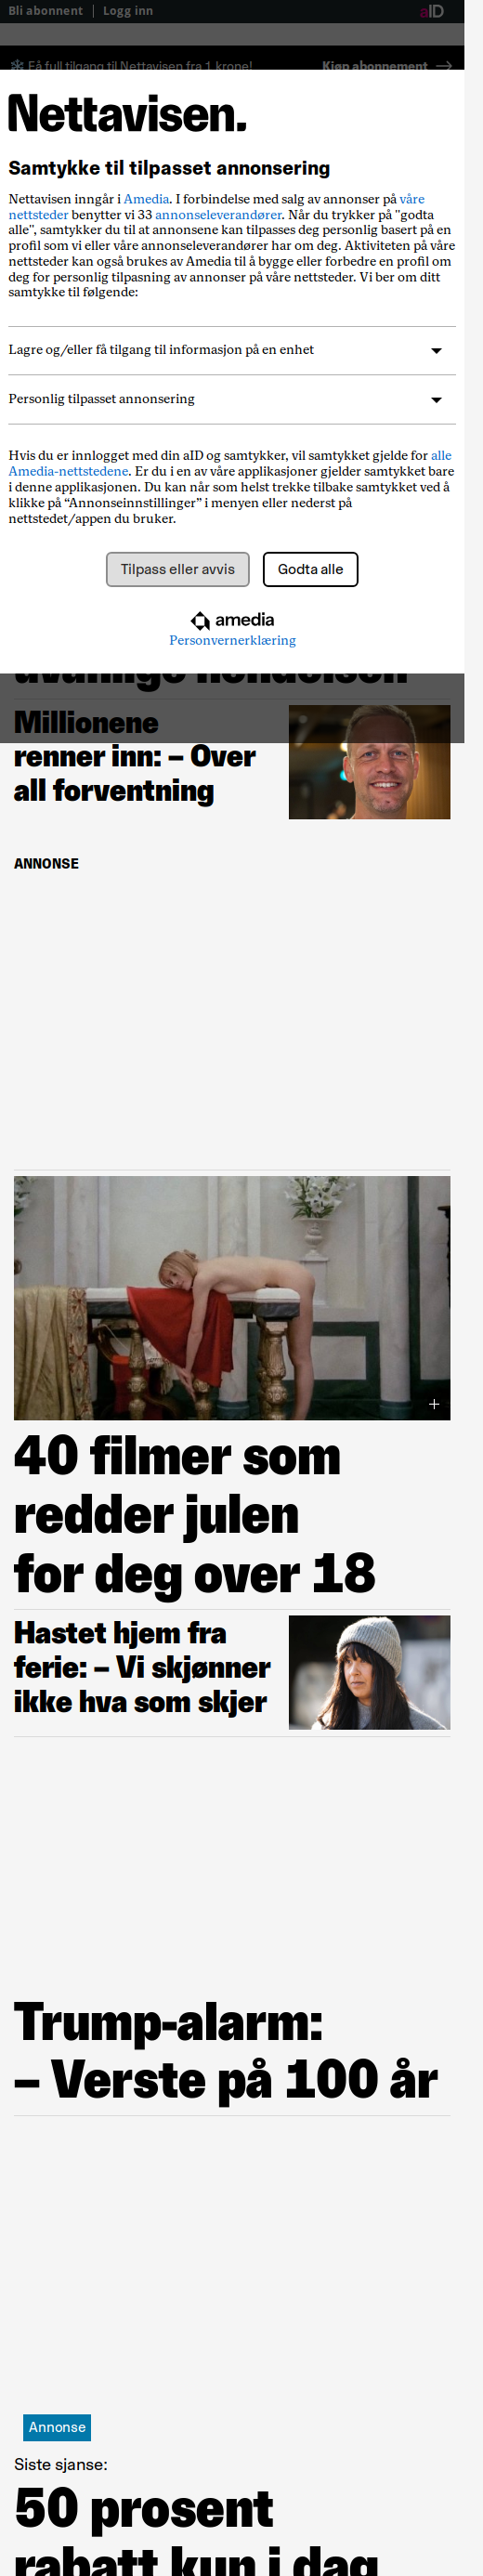 Bli abonnent | Logg inn
aID
Få full tilgang til Nettavisen fra 1 krone!
Kjøp abonnement
Nettavisen.
Samtykke til tilpasset annonsering
Nettavisen inngår i Amedia. I forbindelse med salg av annonser på våre
nettsteder benytter vi 33 annonseleverandører. Når du trykker på "godta
alle", samtykker du til at annonsene kan tilpasses deg personlig basert på en
profil som vi eller våre annonseleverandører har om deg. Aktiviteten på våre
nettsteder kan også brukes av Amedia til å bygge eller forbedre en profil om
deg for personlig tilpasning av annonser på våre nettsteder. Vi ber om ditt
samtykke til følgende:
Lagre og/eller få tilgang til informasjon på en enhet
Personlig tilpasset annonsering
Hvis du er innlogget med din aID og samtykker, vil samtykket gjelde for alle
Amedia-nettstedene. Er du i en av våre applikasjoner gjelder samtykket bare
i denne applikasjonen. Du kan når som helst trekke tilbake samtykket ved å
klikke på “Annonseinnstillinger” i menyen eller nederst på
nettstedet/appen du bruker.
Tilpass eller avvis
Godta alle
amedia
Personvernerklæring
Millionene
renner inn: – Over
all forventning
ANNONSE
40 filmer som
redder julen
for deg over 18
Hastet hjem fra
ferie: – Vi skjønner
ikke hva som skjer
Trump-alarm:
– Verste på 100 år
Annonse
Siste sjanse:
50 prosent
rabatt kun i dag